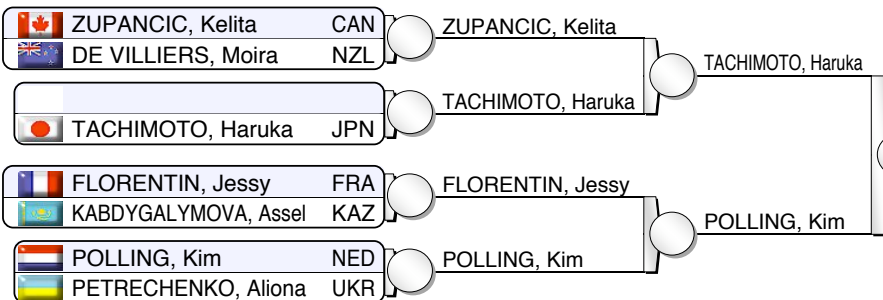 ZUPANCIC, Kelita CAN
DE VILLIERS, Moira NZL
ZUPANCIC, Kelita
TACHIMOTO, Haruka JPN
TACHIMOTO, Haruka
TACHIMOTO, Haruka
FLORENTIN, Jessy FRA
KABDYGALYMOVA, Assel KAZ
FLORENTIN, Jessy
POLLING, Kim NED
PETRECHENKO, Aliona UKR
POLLING, Kim
POLLING, Kim